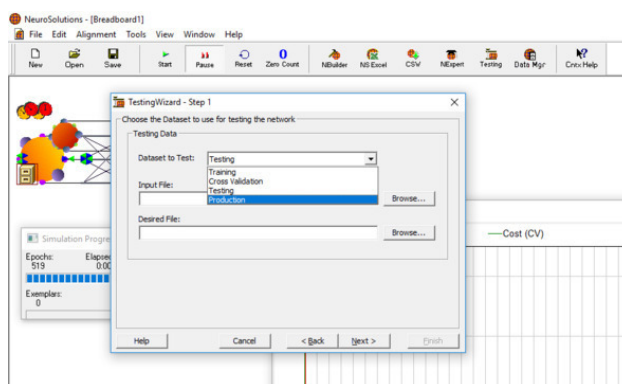 NeuroSolutions - [Breadboard1]
File Edit Alignment Tools View Window Help
New Open Save Start Pause Reset Zero Count NBuilder NS Excel CSW NExpert Testing Data Mgr Cntx Help
TestingWizard - Step 1
Choose the Dataset to use for testing the network
Testing Data
Dataset to Test: Testing
Training
Cross Validation
Testing
Production
Input File:
Browse...
Desired File:
Browse...
Help Cancel < Back Next > Finish
Simulation Progre
Epochs: Elapse
519 0:00
Exemplars:
0
Cost (CV)